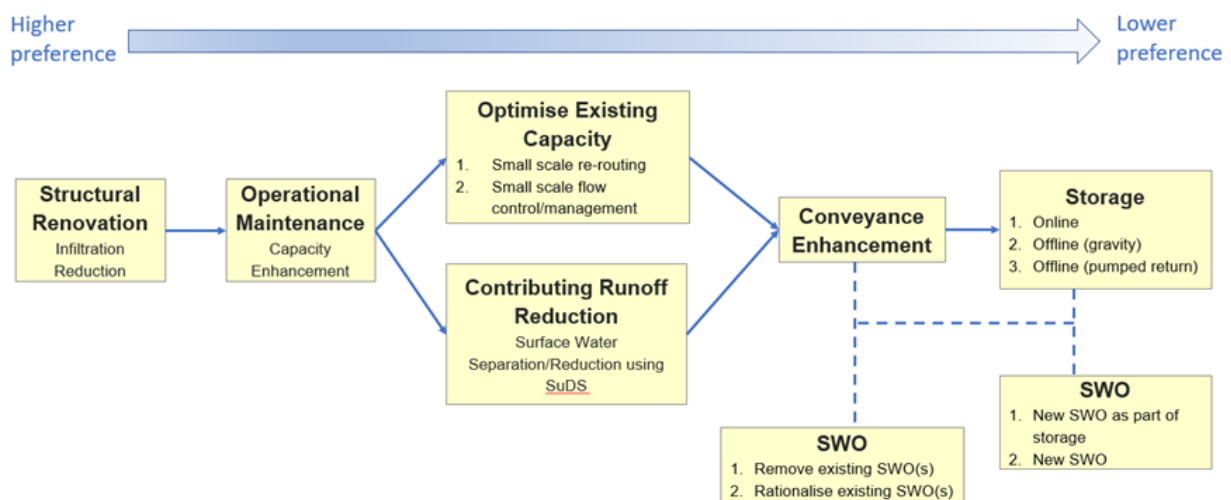 Higher
preference
Lower
preference
Structural
Renovation
Infiltration
Reduction
Operational
Maintenance
Capacity
Enhancement
Optimise Existing
Capacity
1. Small scale re-routing
2. Small scale flow
control/management
Contributing Runoff
Reduction
Surface Water
Separation/Reduction using
SuDS
Conveyance
Enhancement
Storage
1. Online
2. Offline (gravity)
3. Offline (pumped return)
SWO
1. Remove existing SWO(s)
2. Rationalise existing SWO(s)
SWO
1. New SWO as part of
storage
2. New SWO